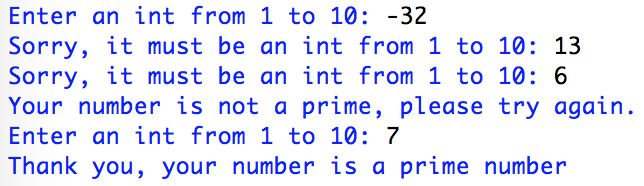 Enter an int from 1 to 10: -32
Sorry, it must be an int from 1 to 10: 13
Sorry, it must be an int from 1 to 10: 6
Your number is not a prime, please try again.
Enter an int from 1 to 10: 7
Thank you, your number is a prime number